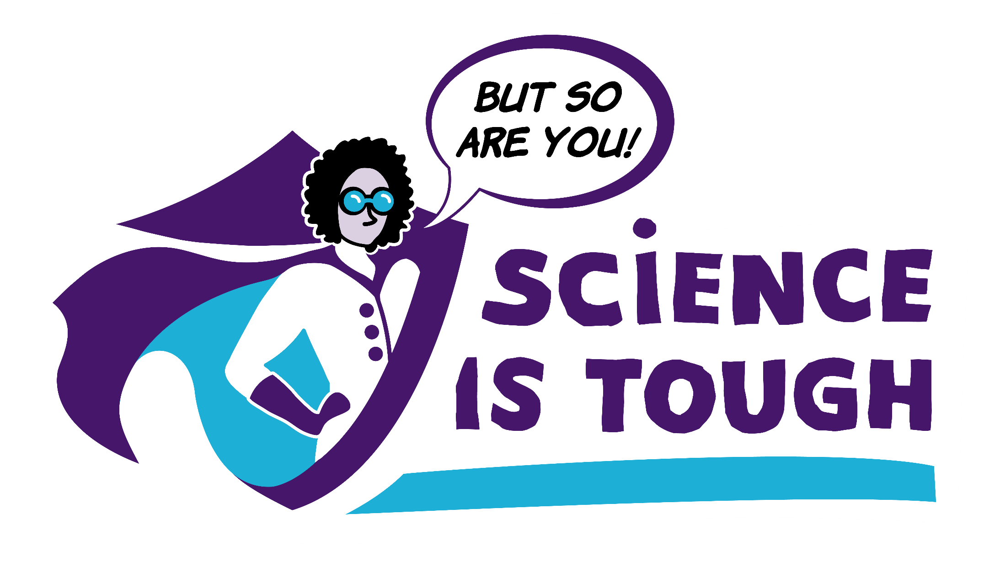 BUT SO
ARE YOU!
SCiENCE
IS TOUGH